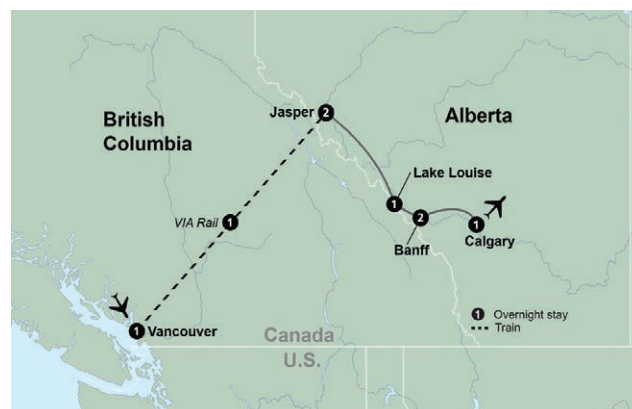 British
Columbia
Jasper 2
Alberta
Lake Louise
1
VIA Rail 1
2
Banff
1
Calgary
1 Vancouver
1 Overnight stay
Train
Canada
U.S.